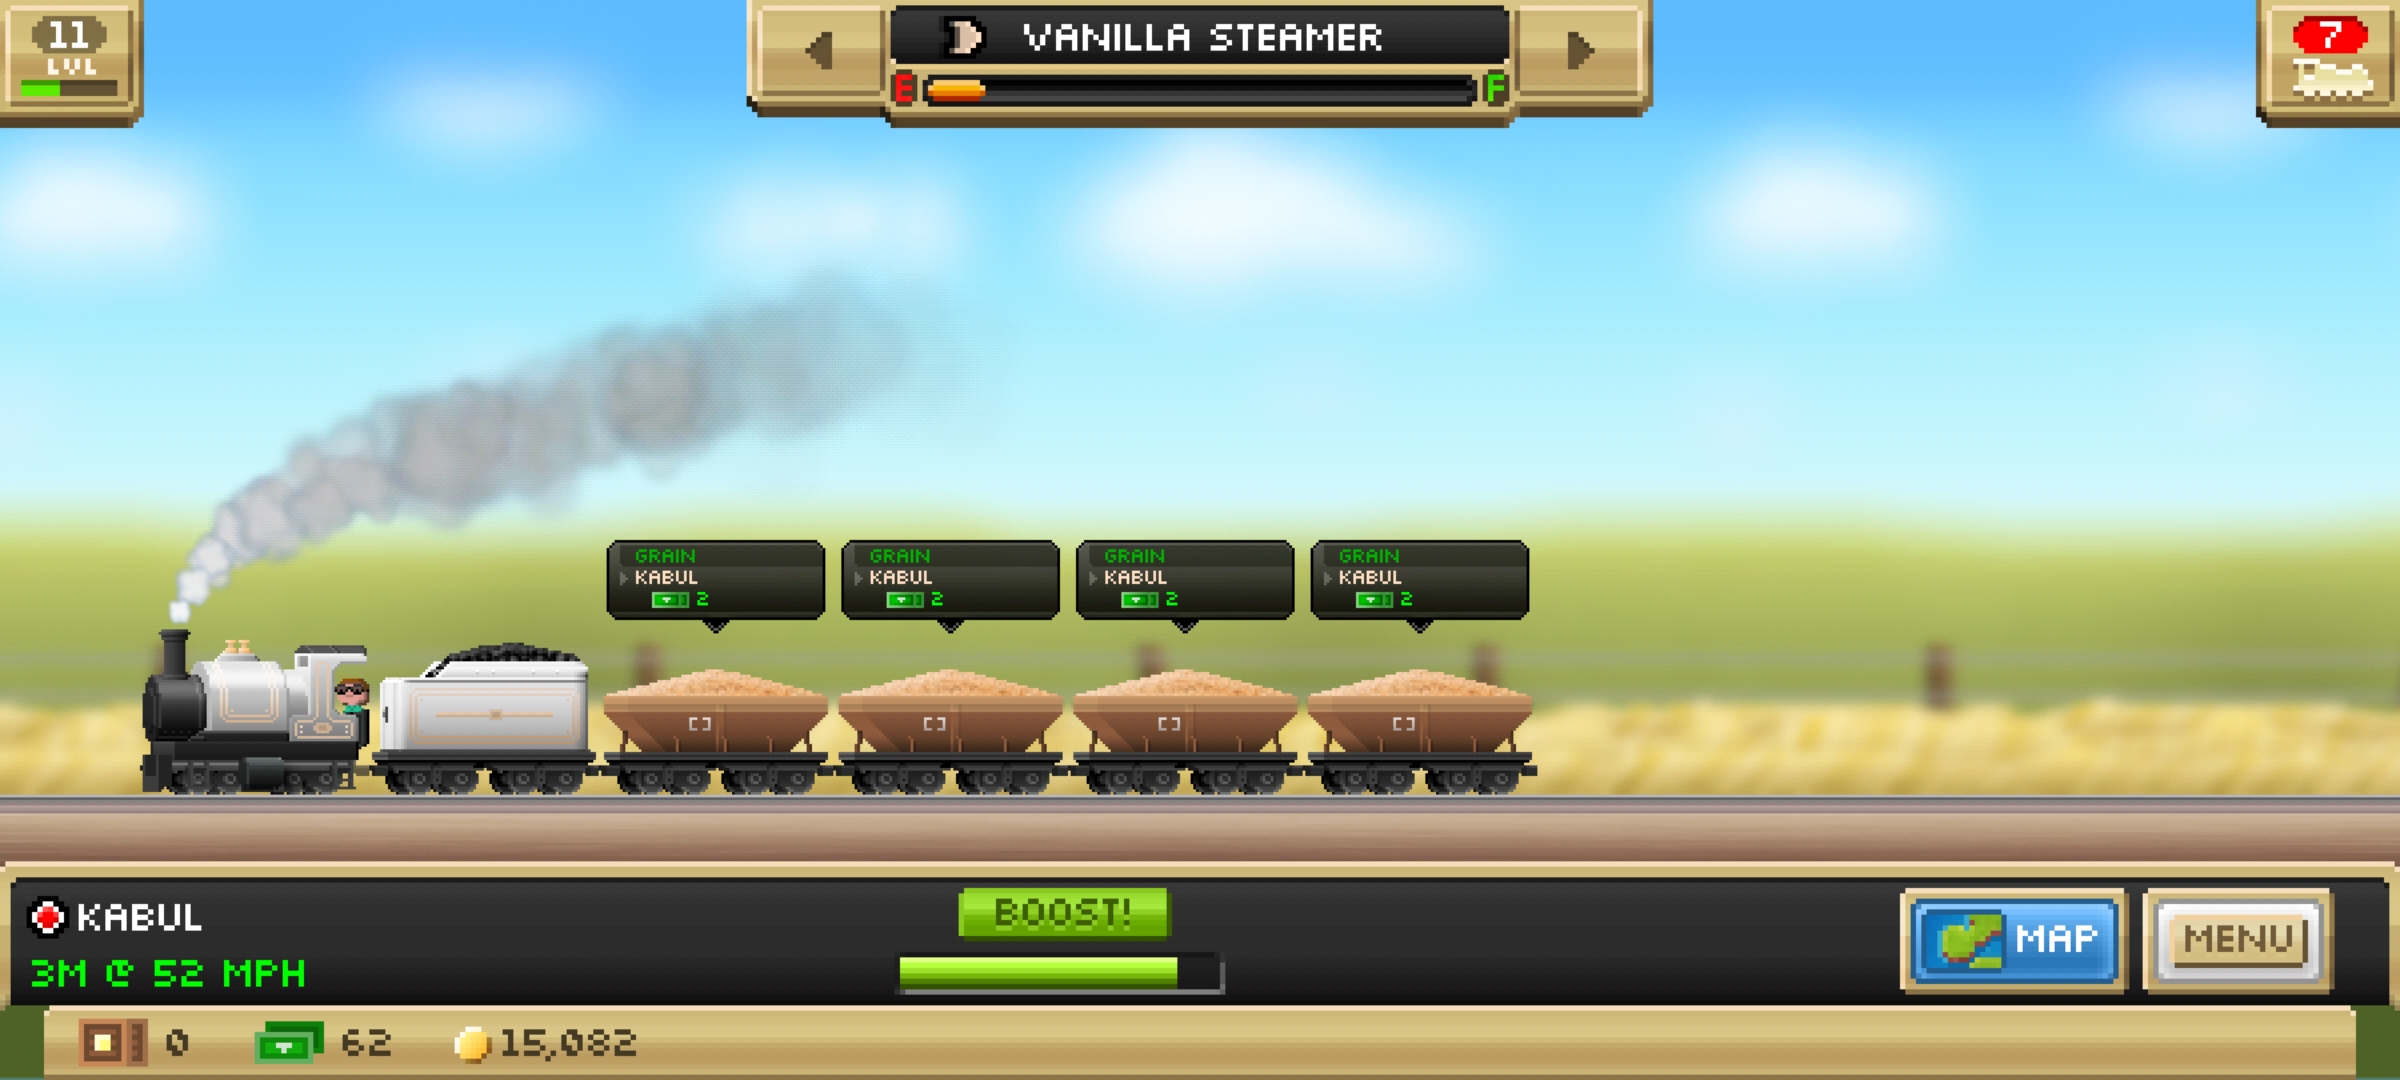 11
LVL
VANILLA STEAMER
E F
7
GRAIN
KABUL
2
GRAIN
KABUL
2
GRAIN
KABUL
2
GRAIN
KABUL
2
KABUL
3M @ 52 MPH
BOOST!
MAP
MENU
0
62
15,082